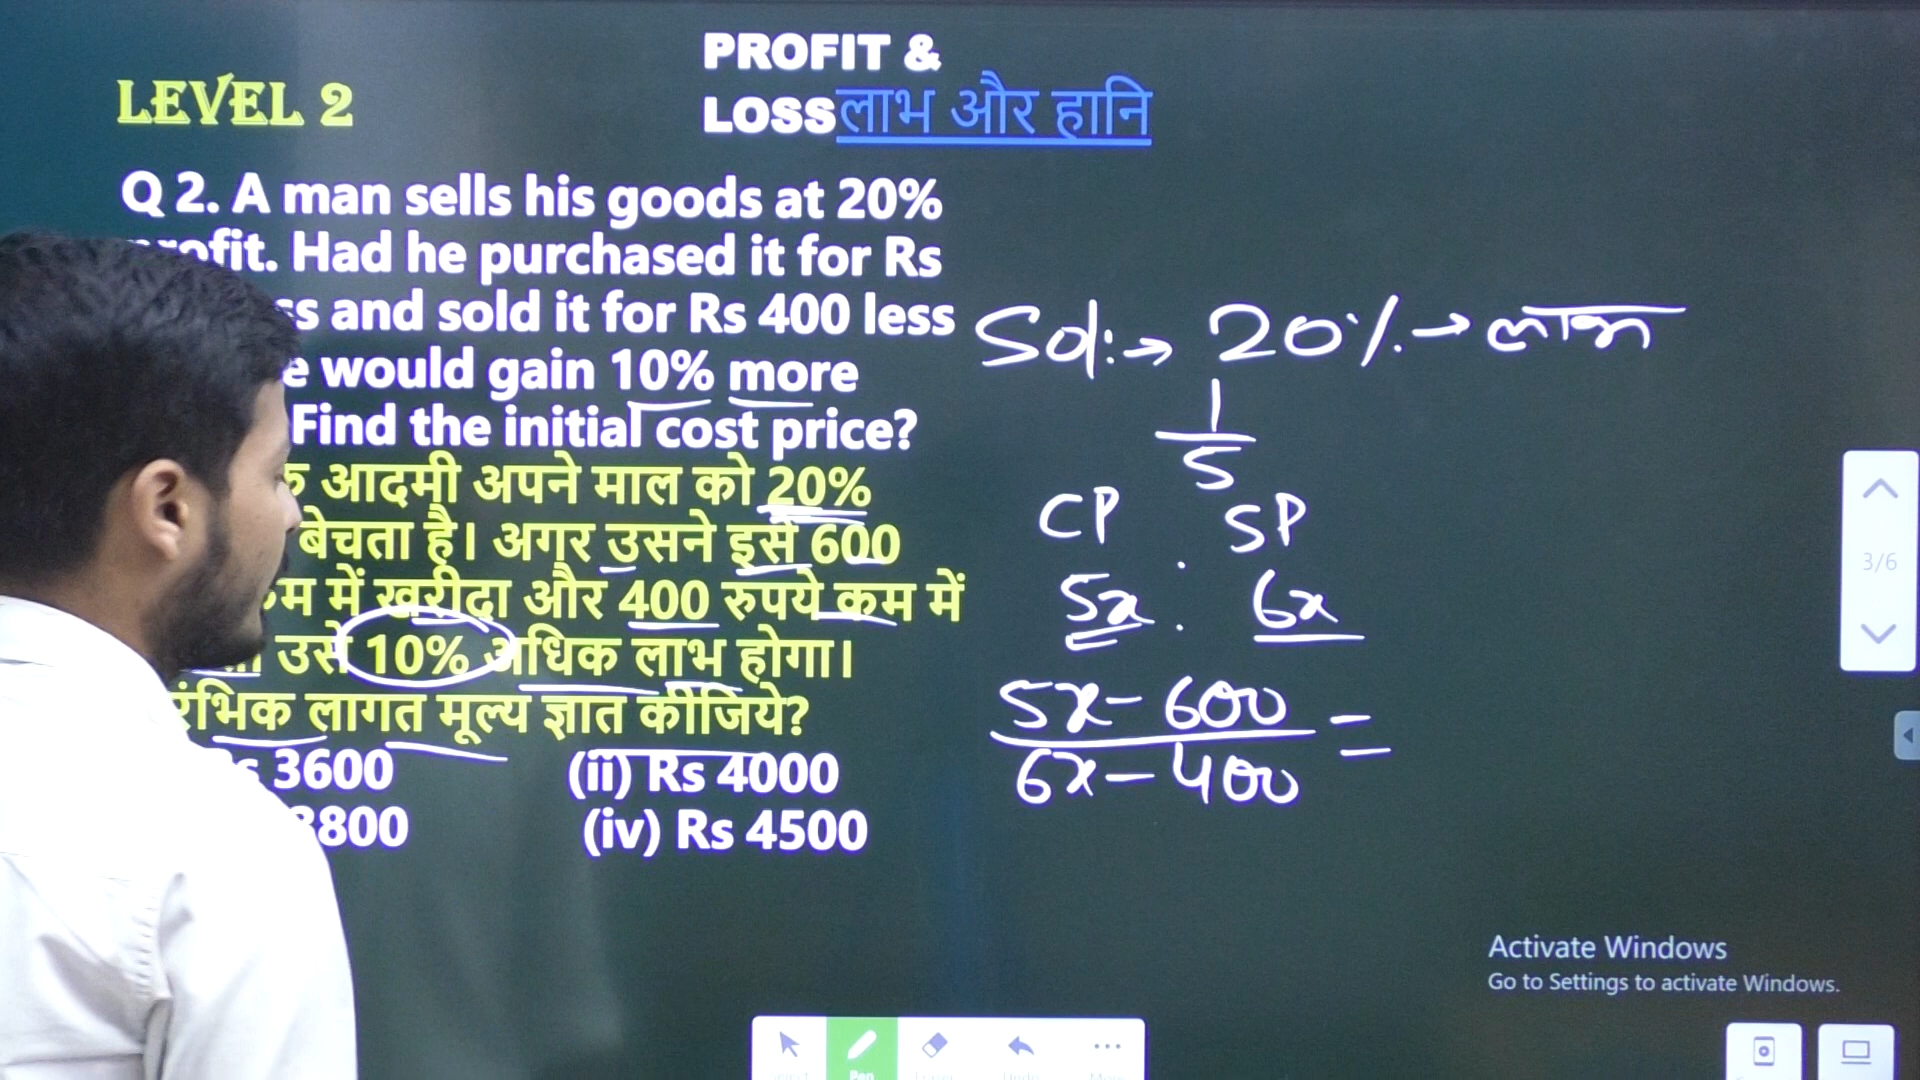 PROFIT &
LEVEL 2
LOSSलाभ और हानि
Q 2. A man sells his goods at 20%
profit. Had he purchased it for Rs
and sold it for Rs 400 less
would gain 10% more
Find the initial cost price?
आदमी अपने माल को 20%
बेचता है। अगर उसने इसे 600
में खरीदा और 400 रुपये कम में
उसे 10% अधिक लाभ होगा।
लागत मूल्य ज्ञात कीजिये?
3600 (ii) Rs 4000
3800 (iv) Rs 4500
Sol:→ 20%→लाभ
1
5
CP : SP
5x : 6x
5x-600 =
6x-400
3/6
Activate Windows
Go to Settings to activate Windows.
Pen